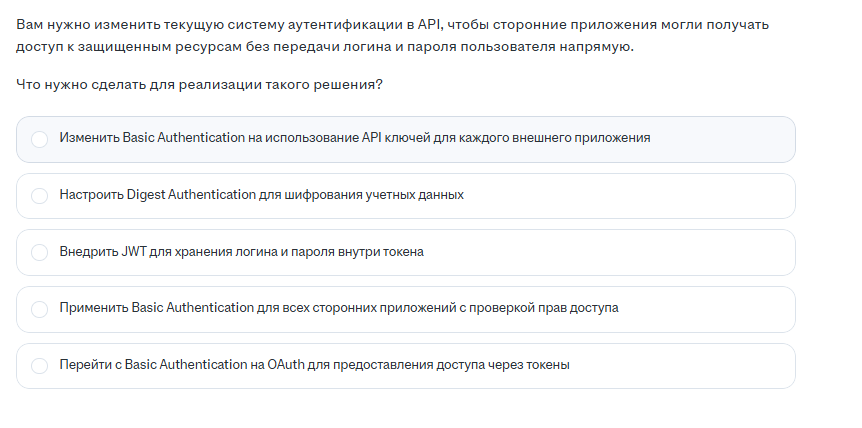 Вам нужно изменить текущую систему аутентификации в API, чтобы сторонние приложения могли получать
доступ к защищенным ресурсам без передачи логина и пароля пользователя напрямую.
Что нужно сделать для реализации такого решения?
Изменить Basic Authentication на использование API ключей для каждого внешнего приложения
Настроить Digest Authentication для шифрования учетных данных
Внедрить JWT для хранения логина и пароля внутри токена
Применить Basic Authentication для всех сторонних приложений с проверкой прав доступа
Перейти с Basic Authentication на OAuth для предоставления доступа через токены